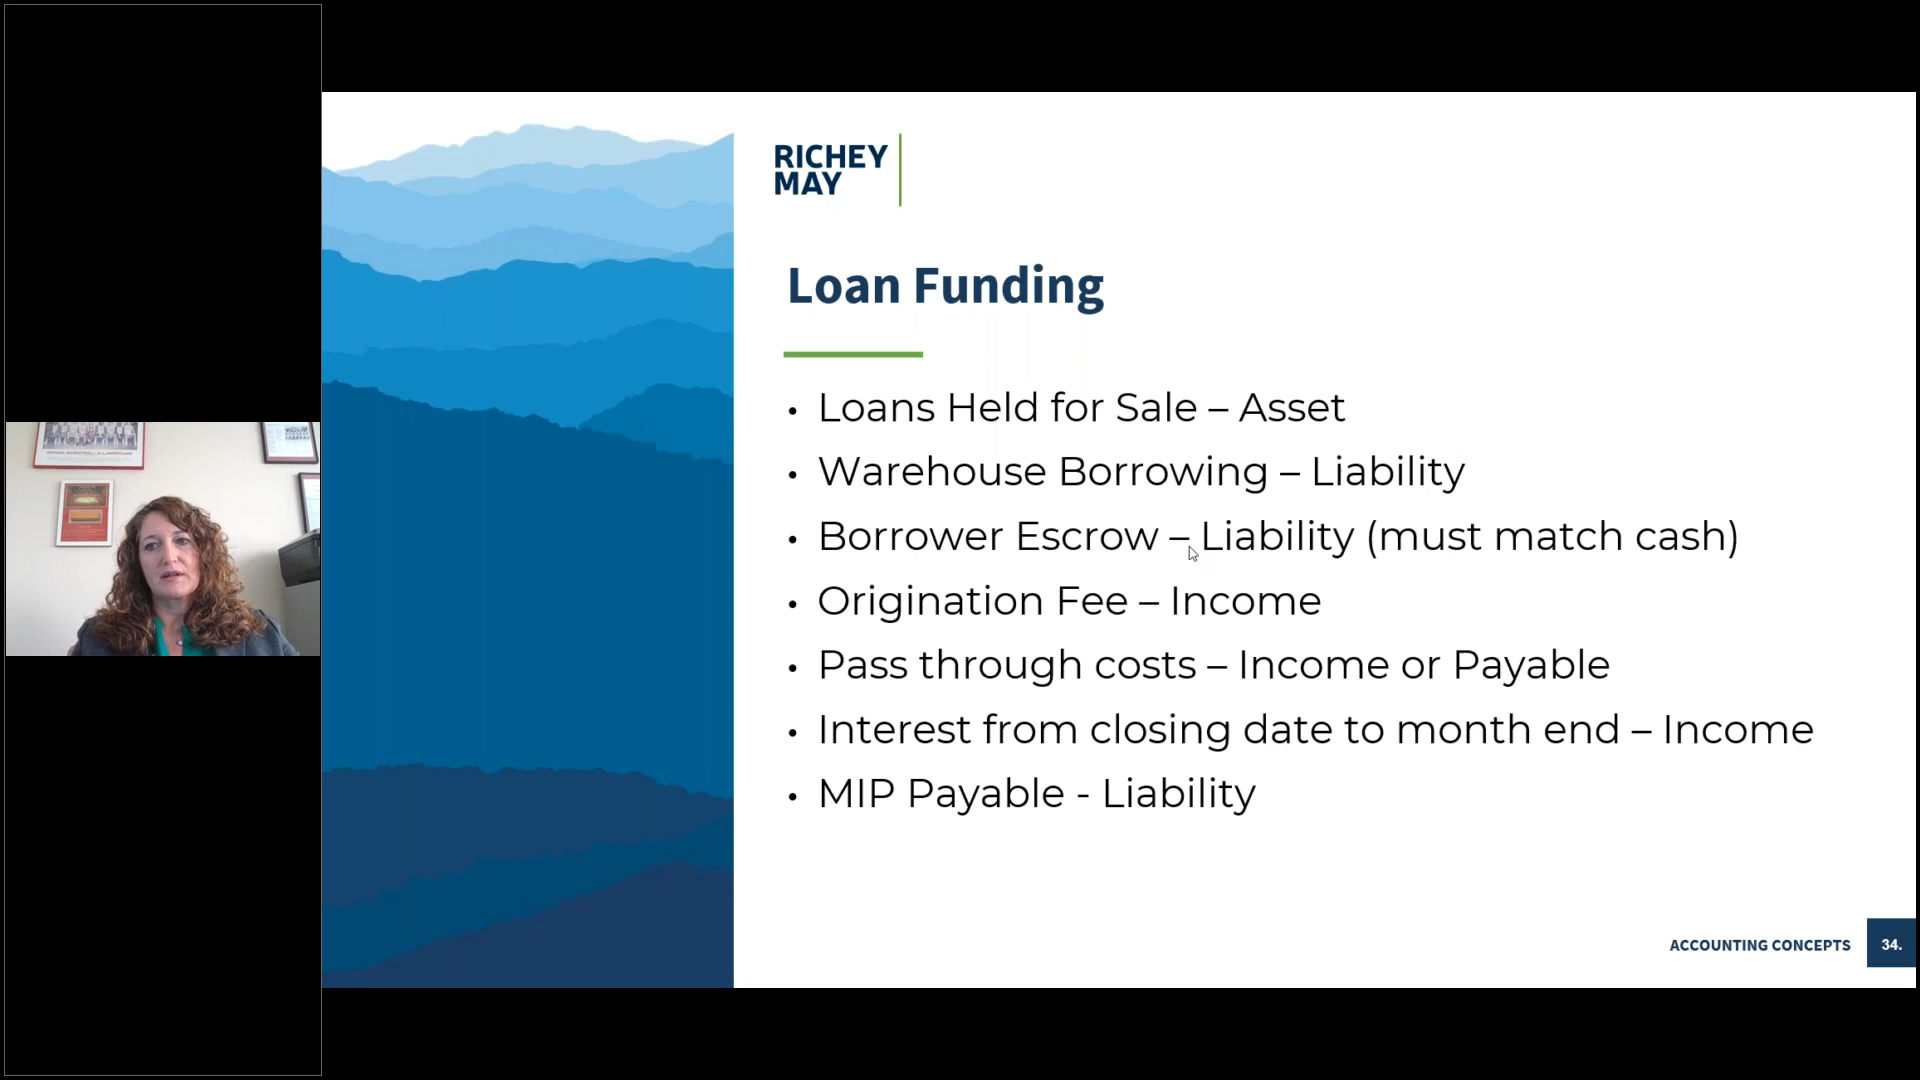 RICHEY
MAY
Loan Funding
• Loans Held for Sale – Asset
• Warehouse Borrowing – Liability
• Borrower Escrow – Liability (must match cash)
• Origination Fee – Income
• Pass through costs – Income or Payable
• Interest from closing date to month end – Income
• MIP Payable - Liability
ACCOUNTING CONCEPTS
34.